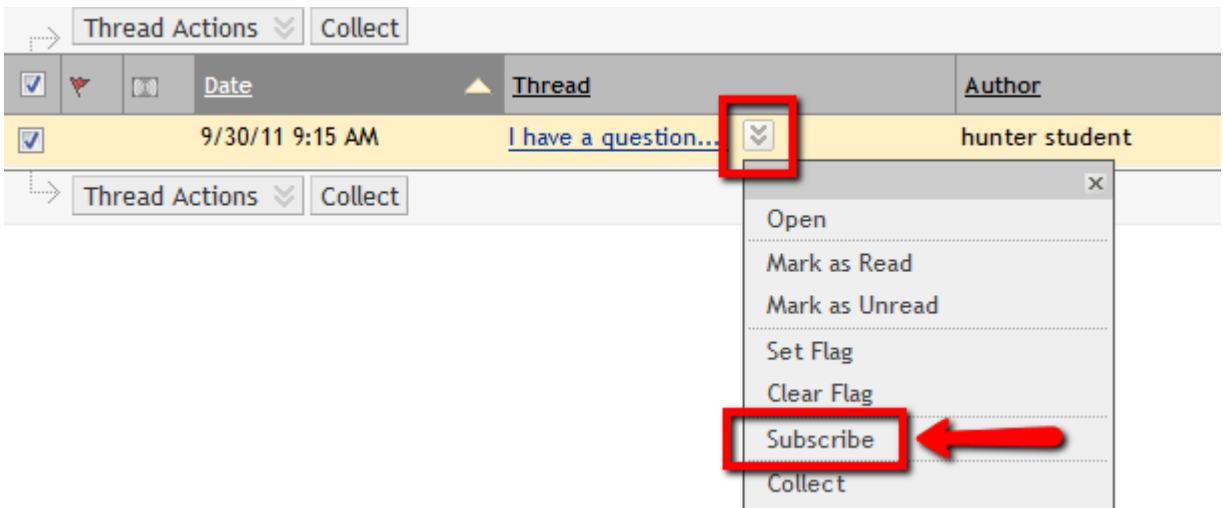 Thread Actions Collect
Date Thread Author
9/30/11 9:15 AM I have a question... hunter student
Thread Actions Collect
Open
Mark as Read
Mark as Unread
Set Flag
Clear Flag
Subscribe
Collect